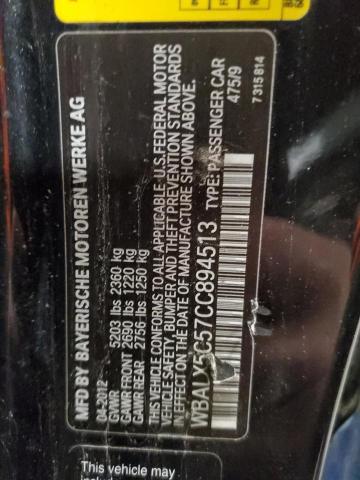 MFD BY BAYERISCHE MOTOREN WERKE AG
04-2012
GVWR 5203 lbs 2360 kg
GAWR FRONT 2690 lbs 1220 kg
GAWR REAR 2756 lbs 1250 kg
THIS VEHICLE CONFORMS TO ALL APPLICABLE U.S. FEDERAL MOTOR
VEHICLE SAFETY, BUMPER AND THEFT PREVENTION STANDARDS
IN EFFECT ON THE DATE OF MANUFACTURE SHOWN ABOVE.
WBALX5C57CC894513 TYPE: PASSENGER CAR
475/9
7 315 814
This vehicle may